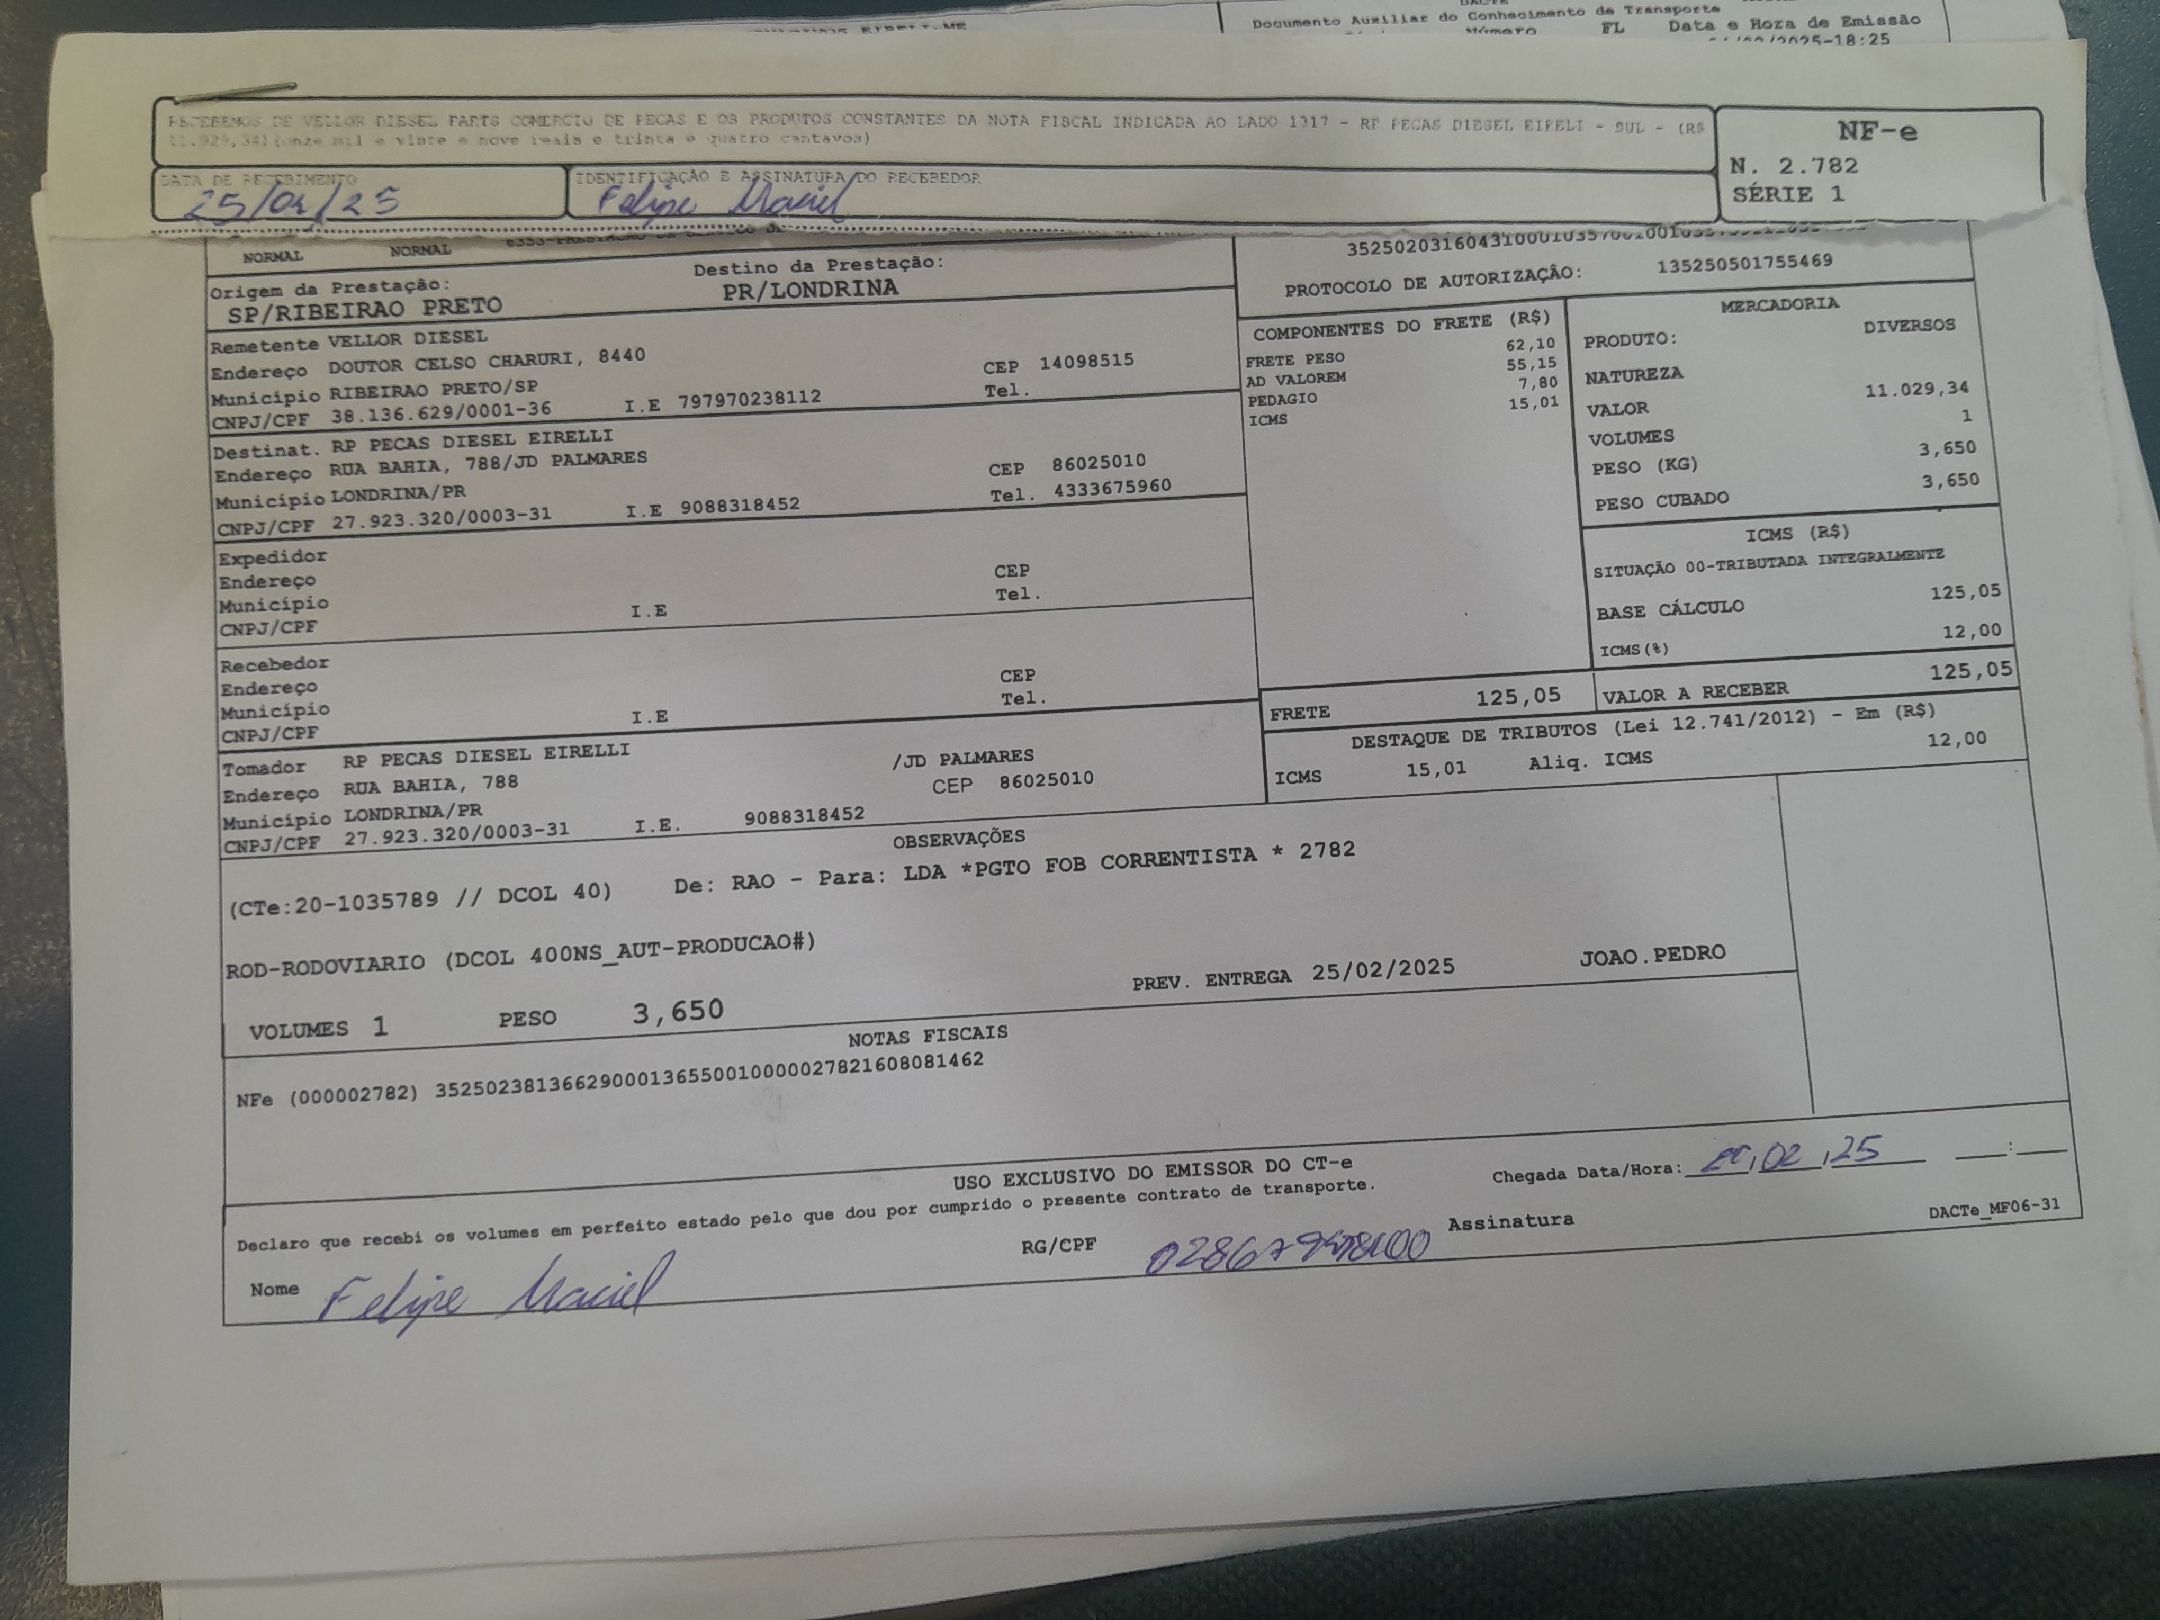 Documento Auxiliar do Conhecimento de Transporte
Número FL Data e Hora de Emissão
/2025-18:25
RECEBEMOS DE VELLOR DIESEL PARTS COMERCIO DE PECAS E OS PRODUTOS CONSTANTES DA NOTA FISCAL INDICADA AO LADO 1317 - RP PECAS DIESEL EIRELI - SUL - (R$
11.029,34)(onze mil e vinte e nove reais e trinta e quatro centavos)
NF-e
N. 2.782
SÉRIE 1
DATA DE RECEBIMENTO IDENTIFICAÇÃO E ASSINATURA DO RECEBEDOR
Felipe Maciel
NORMAL NORMAL
PROTOCOLO DE AUTORIZAÇÃO: 135250501755469
Origem da Prestação: Destino da Prestação:
SP/RIBEIRAO PRETO PR/LONDRINA
Remetente VELLOR DIESEL
Endereço DOUTOR CELSO CHARURI, 8440 CEP 14098515
Município RIBEIRAO PRETO/SP Tel.
CNPJ/CPF 38.136.629/0001-36 I.E 797970238112
Destinat. RP PECAS DIESEL EIRELLI
Endereço RUA BAHIA, 788/JD PALMARES CEP 86025010
Município LONDRINA/PR Tel. 4333675960
CNPJ/CPF 27.923.320/0003-31 I.E 9088318452
Expedidor
Endereço CEP
Município Tel.
CNPJ/CPF I.E
Recebedor
Endereço CEP
Município Tel.
CNPJ/CPF I.E
Tomador RP PECAS DIESEL EIRELLI
Endereço RUA BAHIA, 788 /JD PALMARES
Município LONDRINA/PR CEP 86025010
CNPJ/CPF 27.923.320/0003-31 I.E. 9088318452
COMPONENTES DO FRETE (R$)
FRETE PESO 62,10
AD VALOREM 55,15
PEDAGIO 7,80
ICMS 15,01
MERCADORIA
PRODUTO: DIVERSOS
NATUREZA
VALOR 11.029,34
VOLUMES 1
PESO (KG) 3,650
PESO CUBADO 3,650
ICMS (R$)
SITUAÇÃO 00-TRIBUTADA INTEGRALMENTE
BASE CÁLCULO 125,05
ICMS(%) 12,00
FRETE 125,05 VALOR A RECEBER 125,05
DESTAQUE DE TRIBUTOS (Lei 12.741/2012) - Em (R$)
ICMS 15,01 Aliq. ICMS 12,00
OBSERVAÇÕES
(CTe:20-1035789 // DCOL 40) De: RAO - Para: LDA *PGTO FOB CORRENTISTA * 2782
ROD-RODOVIARIO (DCOL 400NS_AUT-PRODUCAO#)
PREV. ENTREGA 25/02/2025 JOAO.PEDRO
VOLUMES 1 PESO 3,650
NOTAS FISCAIS
NFe (000002782) 35250238136629000136550010000027821608081462
USO EXCLUSIVO DO EMISSOR DO CT-e
Declaro que recebi os volumes em perfeito estado pelo que dou por cumprido o presente contrato de transporte.
Chegada Data/Hora: 25,02,25 :
Nome Felipe Maciel RG/CPF Assinatura
DACTe_MF06-31